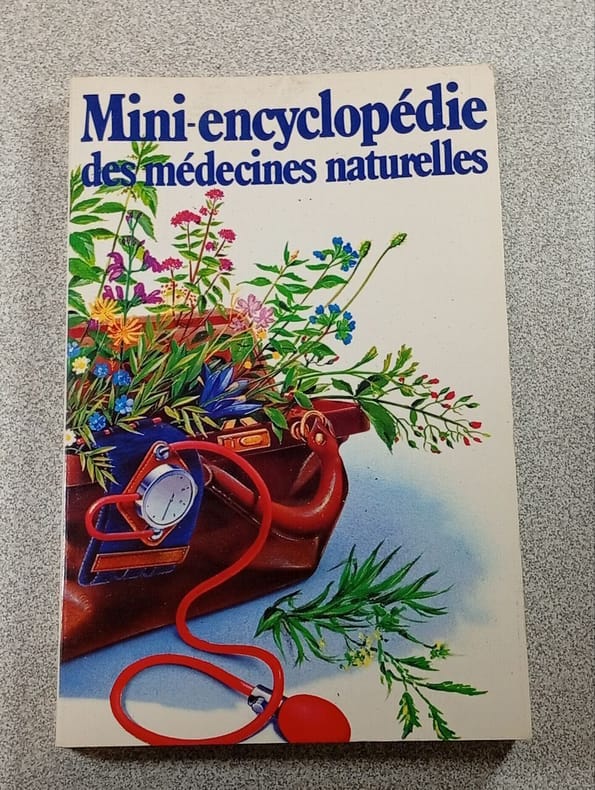 Mini-encyclopédie
des médecines naturelles